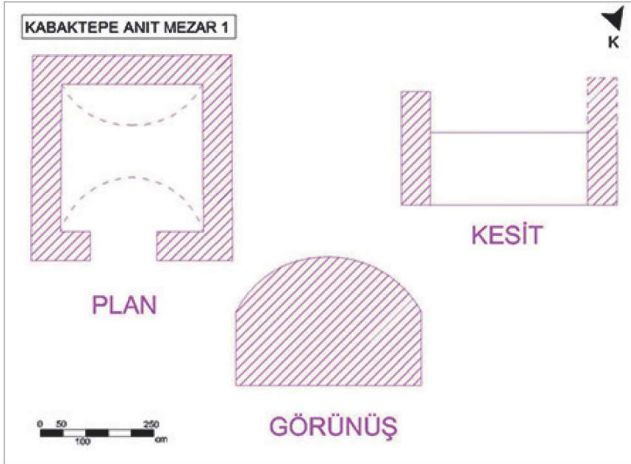 KABAKTEPE ANIT MEZAR 1
K
KESİT
PLAN
GÖRÜNÜŞ
0 50 250
100 cm